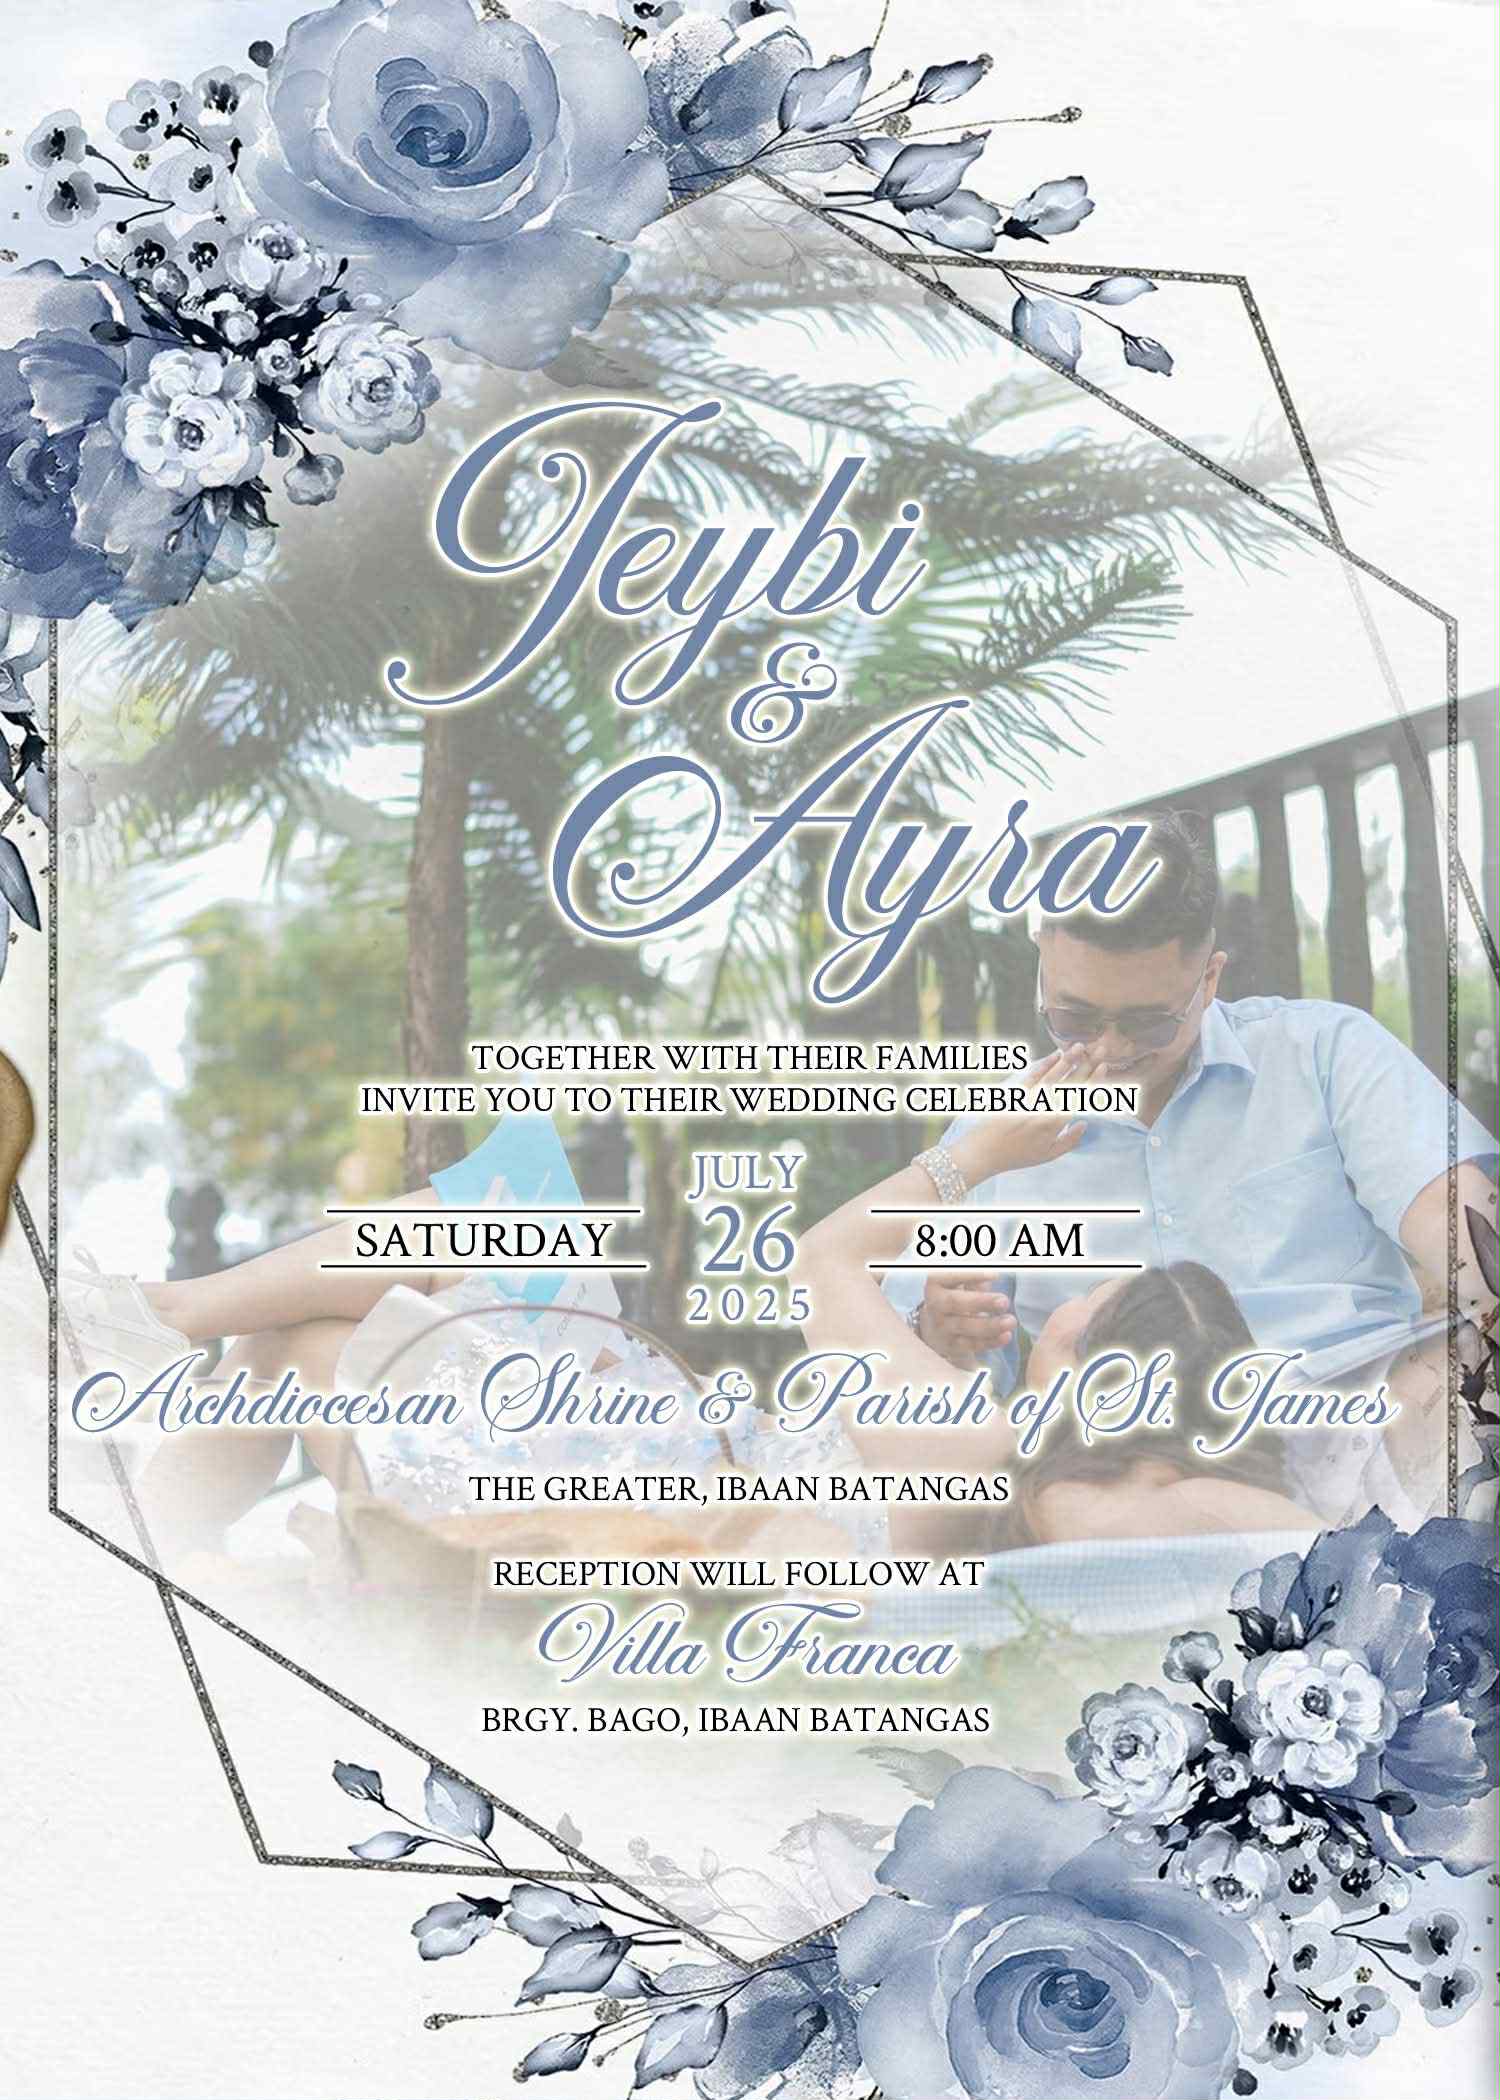 Jeybi
&
Ayra
TOGETHER WITH THEIR FAMILIES
INVITE YOU TO THEIR WEDDING CELEBRATION
JULY
SATURDAY 26 8:00 AM
2025
Archdiocesan Shrine & Parish of St. James
THE GREATER, IBAAN BATANGAS
RECEPTION WILL FOLLOW AT
Villa Franca
BRGY. BAGO, IBAAN BATANGAS